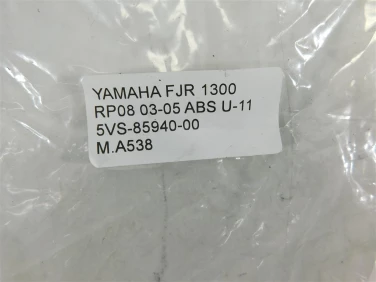 YAMAHA FJR 1300
RP08 03-05 ABS U-11
5VS-85940-00
M.A538